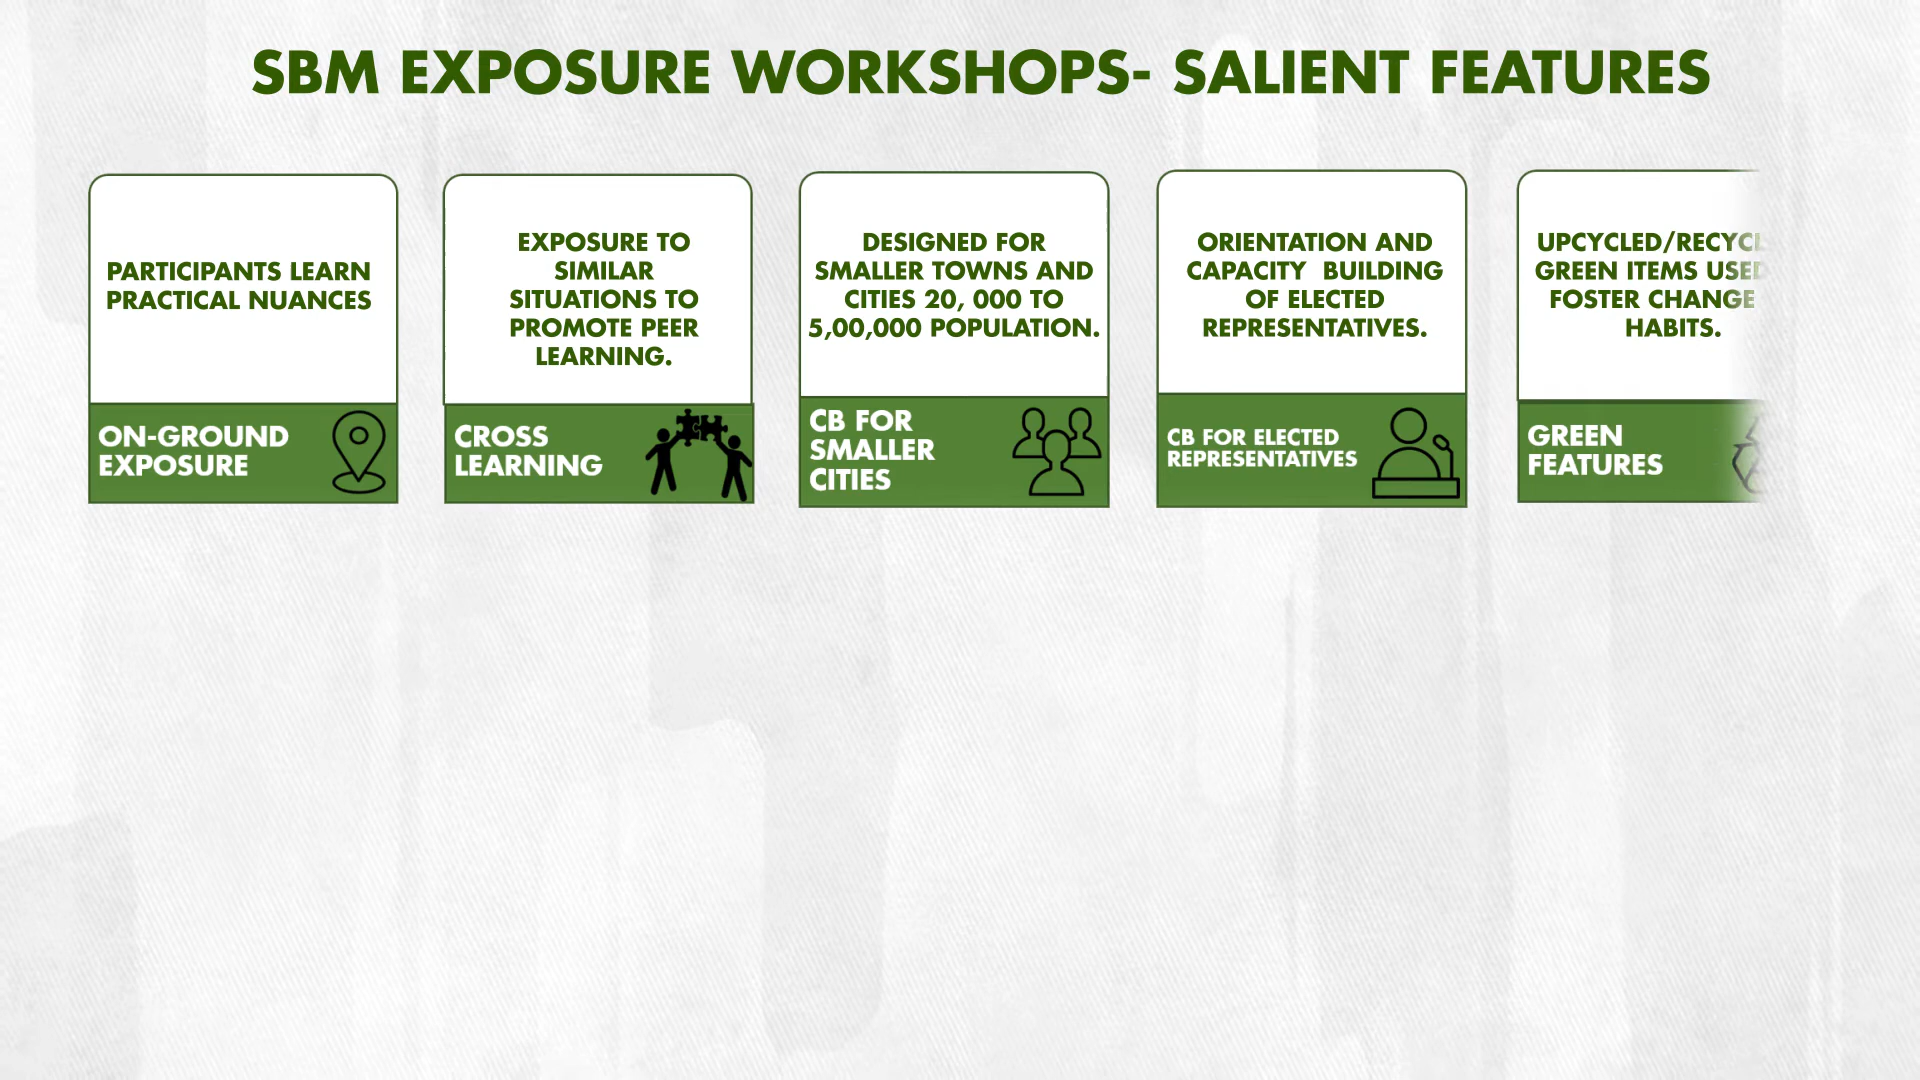 SBM EXPOSURE WORKSHOPS- SALIENT FEATURES
PARTICIPANTS LEARN
PRACTICAL NUANCES
ON-GROUND
EXPOSURE
EXPOSURE TO
SIMILAR
SITUATIONS TO
PROMOTE PEER
LEARNING.
CROSS
LEARNING
DESIGNED FOR
SMALLER TOWNS AND
CITIES 20, 000 TO
5,00,000 POPULATION.
CB FOR
SMALLER
CITIES
ORIENTATION AND
CAPACITY  BUILDING
OF ELECTED
REPRESENTATIVES.
CB FOR ELECTED
REPRESENTATIVES
GREEN ITEMS USED
FOSTER CHANGE
HABITS.
GREEN
FEATURES